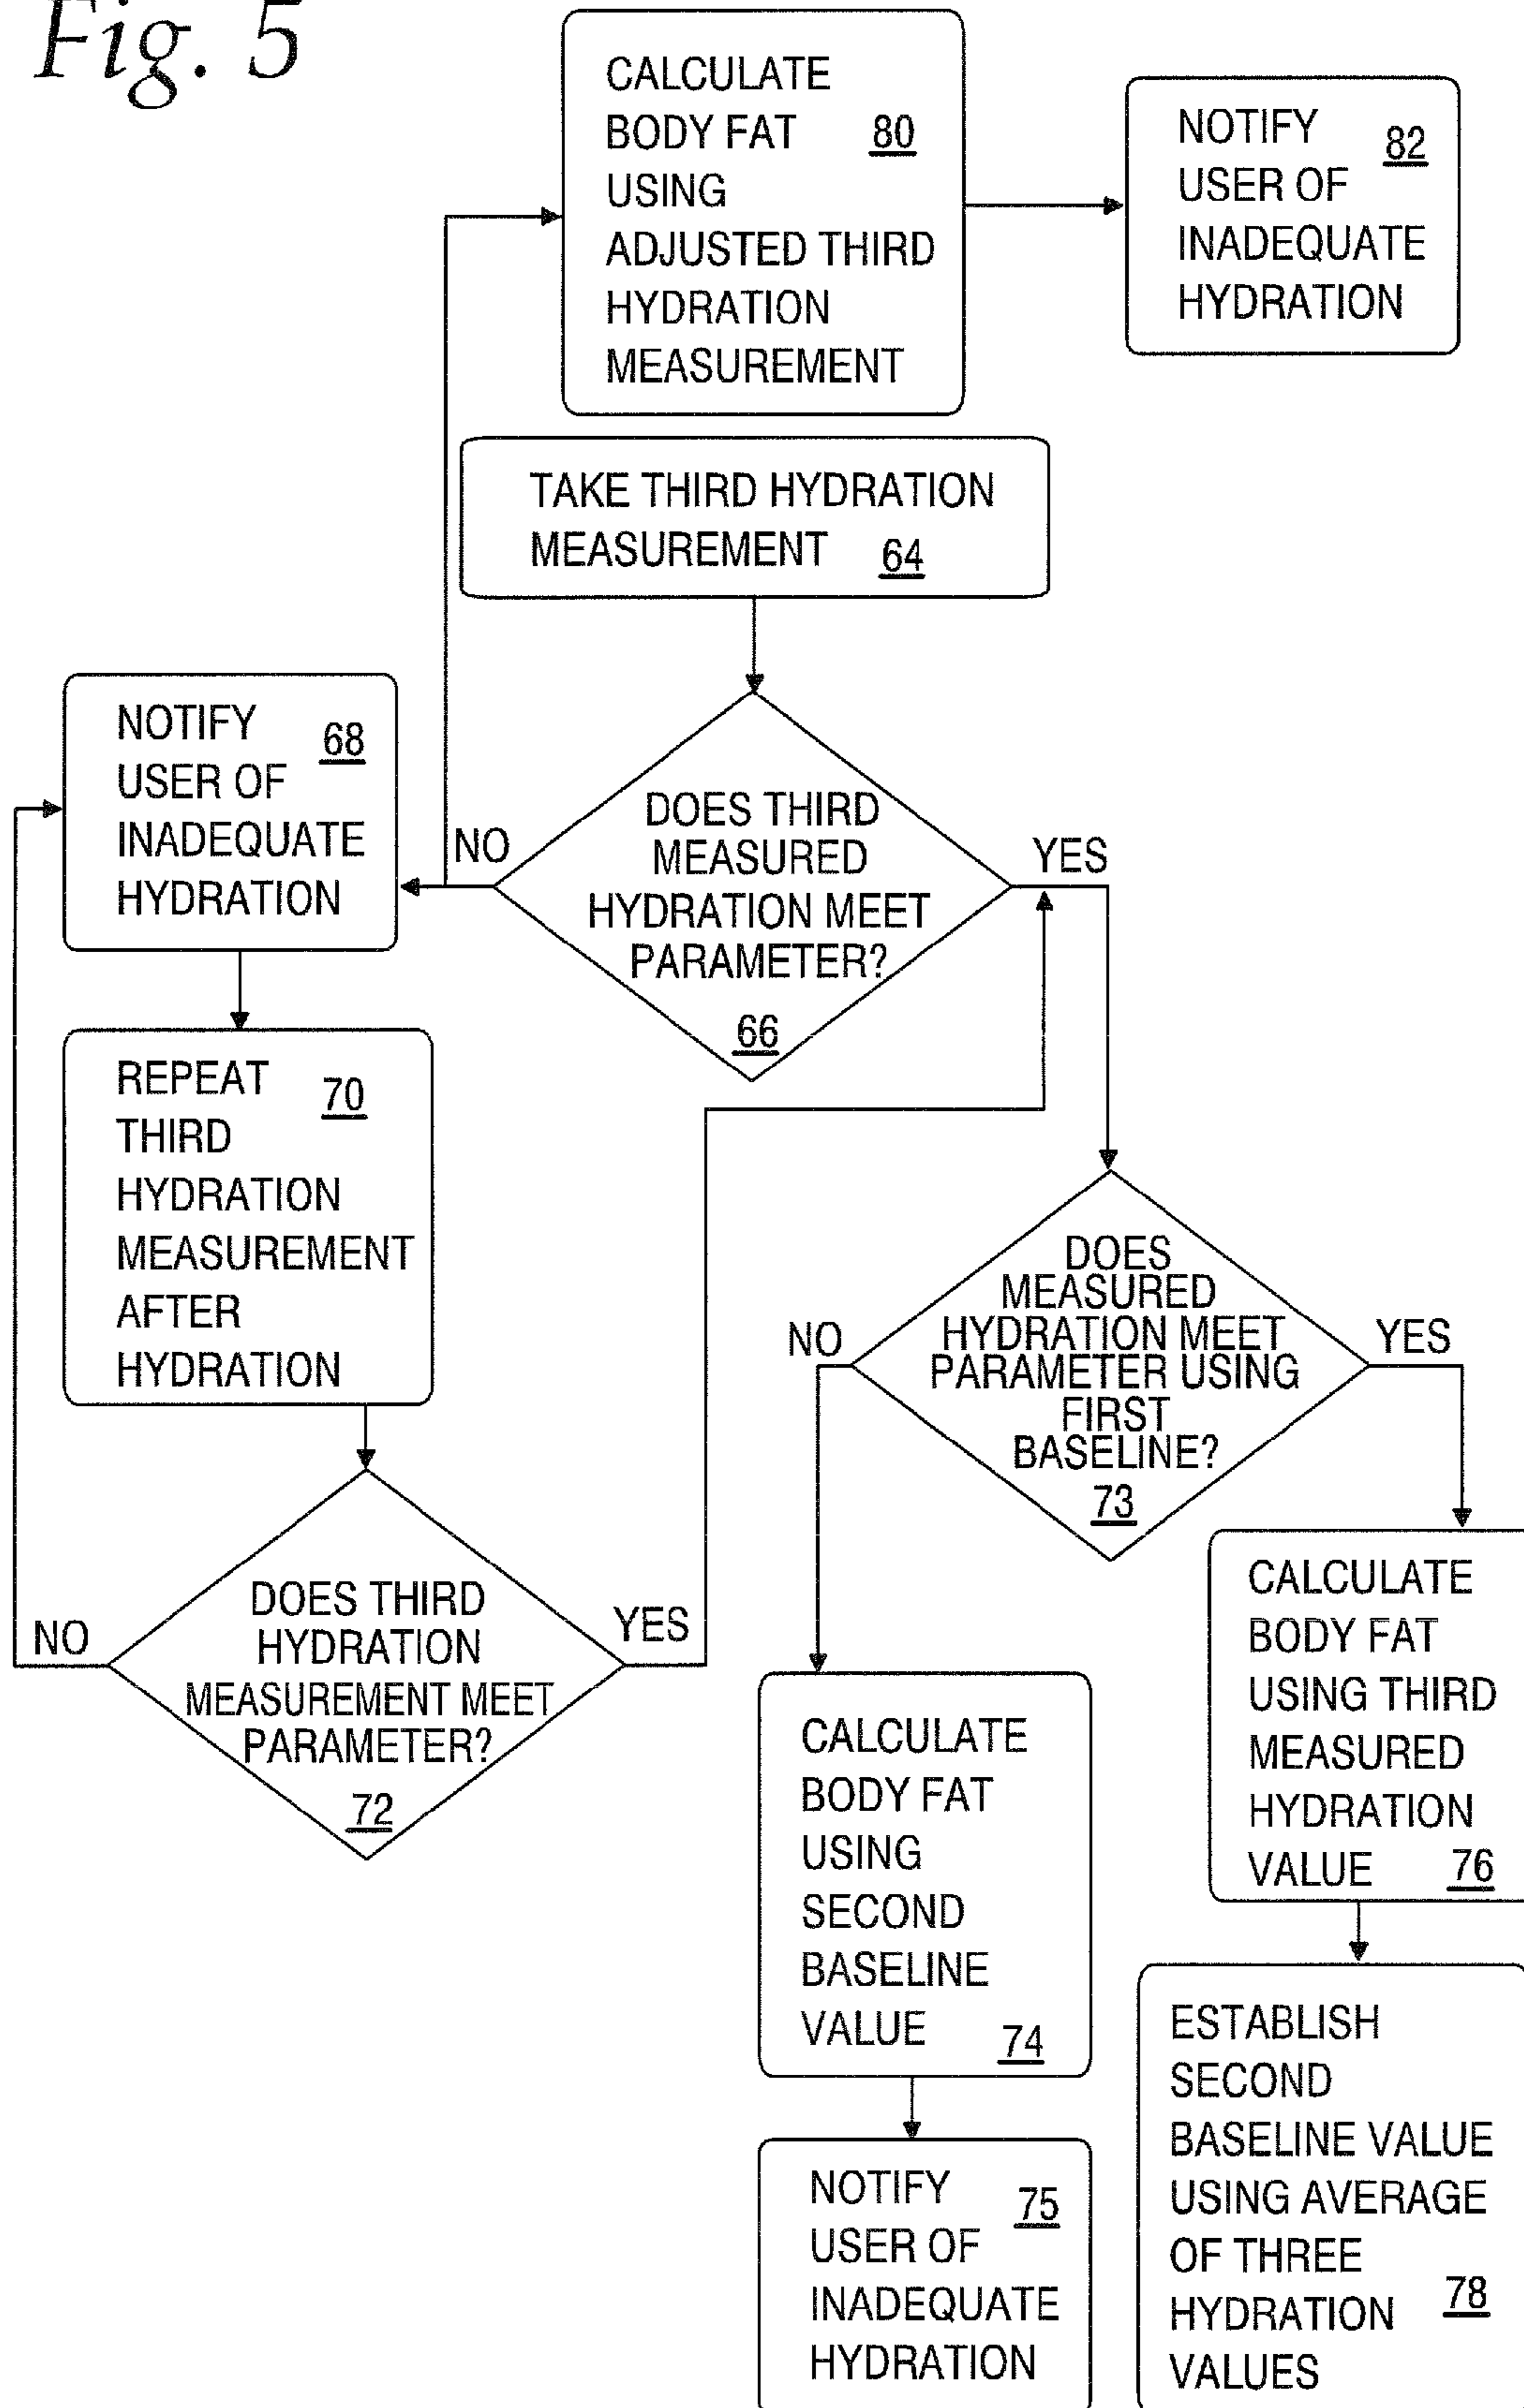 Fig. 5
CALCULATE
BODY FAT 80
USING
ADJUSTED THIRD
HYDRATION
MEASUREMENT
NOTIFY 82
USER OF
INADEQUATE
HYDRATION
TAKE THIRD HYDRATION
MEASUREMENT 64
NOTIFY 68
USER OF
INADEQUATE
HYDRATION
NO
DOES THIRD
MEASURED
HYDRATION MEET
PARAMETER?
66
YES
REPEAT 70
THIRD
HYDRATION
MEASUREMENT
AFTER
HYDRATION
NO
DOES
MEASURED
HYDRATION MEET
PARAMETER USING
FIRST
BASELINE?
73
YES
NO
DOES THIRD
HYDRATION
MEASUREMENT MEET
PARAMETER?
72
YES
CALCULATE
BODY FAT
USING
SECOND
BASELINE
VALUE 74
CALCULATE
BODY FAT
USING THIRD
MEASURED
HYDRATION
VALUE 76
NOTIFY 75
USER OF
INADEQUATE
HYDRATION
ESTABLISH
SECOND
BASELINE VALUE
USING AVERAGE
OF THREE
HYDRATION 78
VALUES